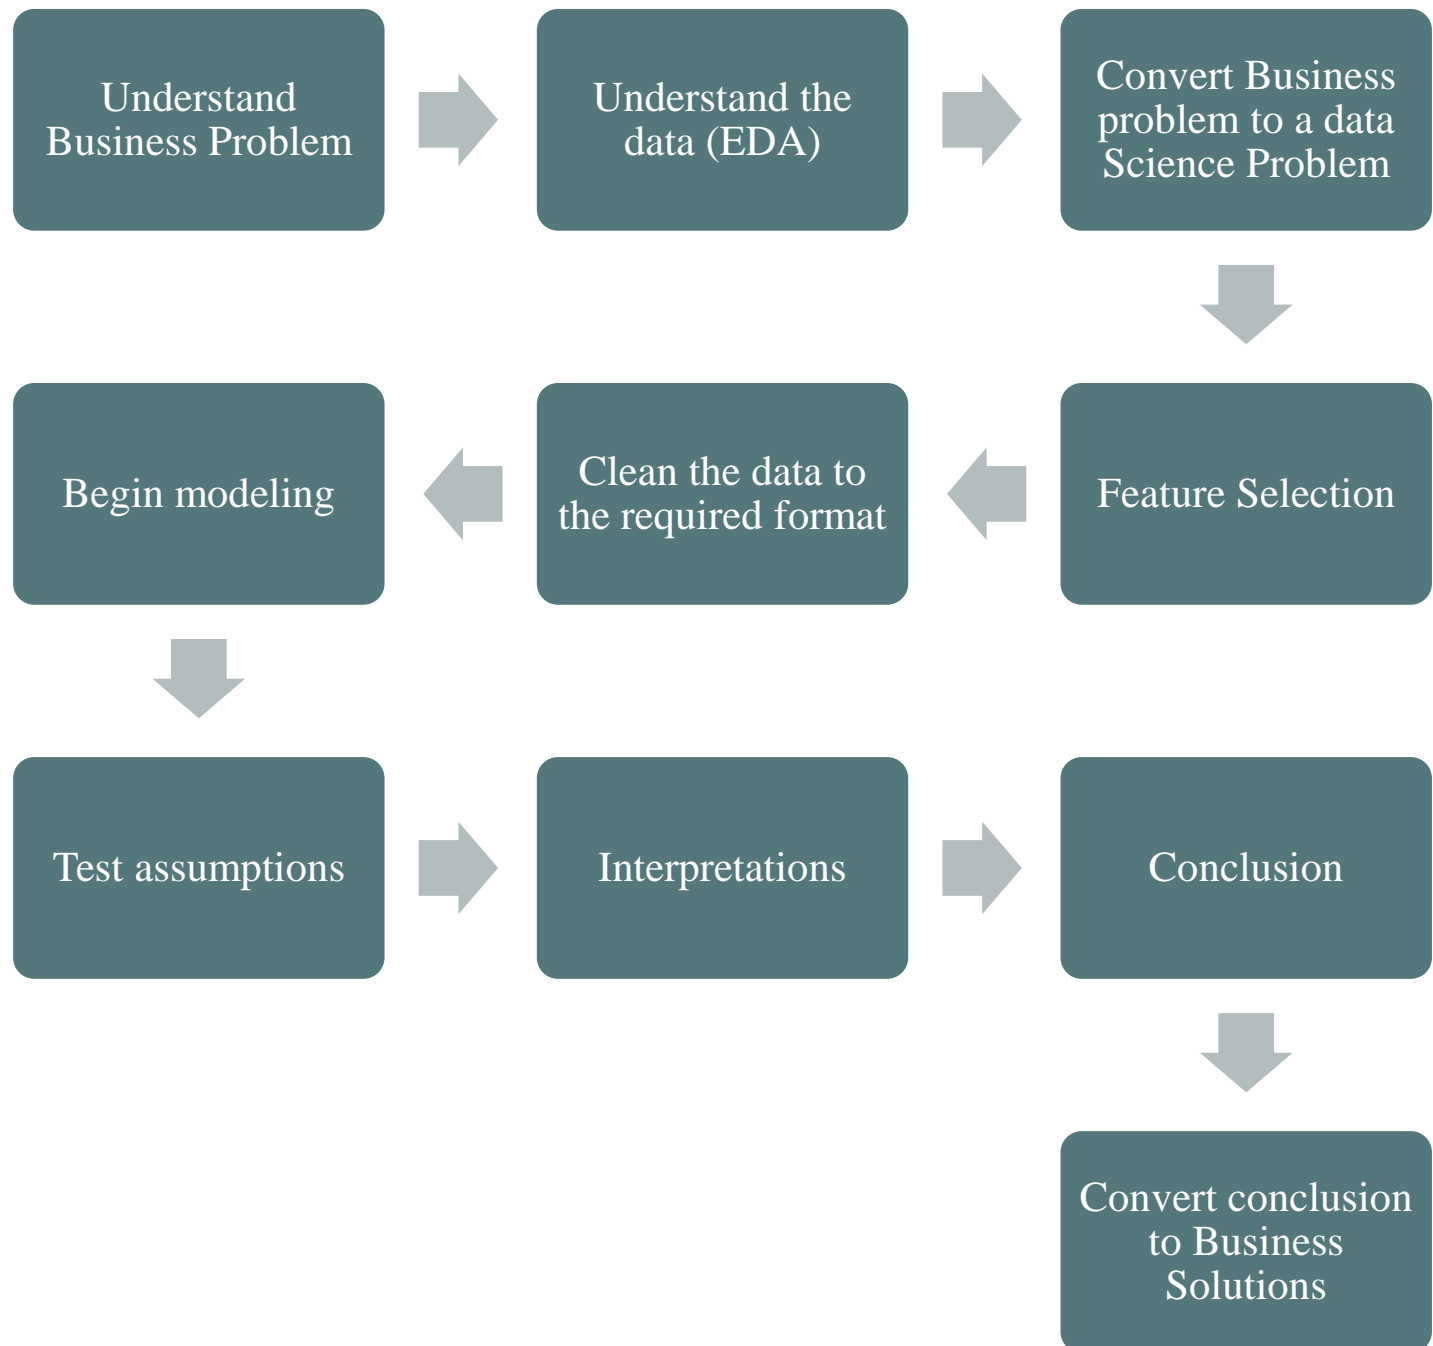 Understand
Business Problem
Understand the
data (EDA)
Convert Business
problem to a data
Science Problem
Feature Selection
Clean the data to
the required format
Begin modeling
Test assumptions
Interpretations
Conclusion
Convert conclusion
to Business
Solutions